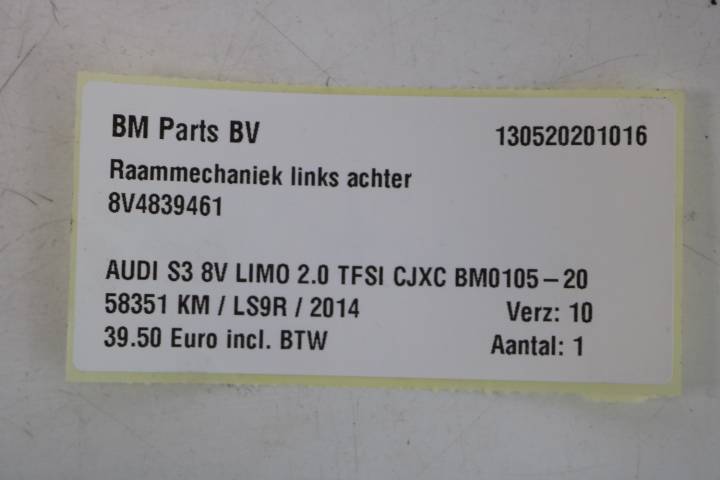 BM Parts BV 130520201016
Raammechaniek links achter
8V4839461
AUDI S3 8V LIMO 2.0 TFSI CJXC BM0105-20
58351 KM / LS9R / 2014 Verz: 10
39.50 Euro incl. BTW Aantal: 1